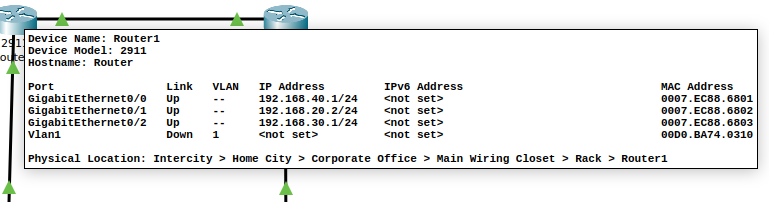 291
oute
Device Name: Router1
Device Model: 2911
Hostname: Router
Port Link VLAN IP Address IPv6 Address MAC Address
GigabitEthernet0/0 Up -- 192.168.40.1/24 <not set> 0007.EC88.6801
GigabitEthernet0/1 Up -- 192.168.20.2/24 <not set> 0007.EC88.6802
GigabitEthernet0/2 Up -- 192.168.30.1/24 <not set> 0007.EC88.6803
Vlan1 Down 1 <not set> <not set> 00D0.BA74.0310
Physical Location: Intercity > Home City > Corporate Office > Main Wiring Closet > Rack > Router1